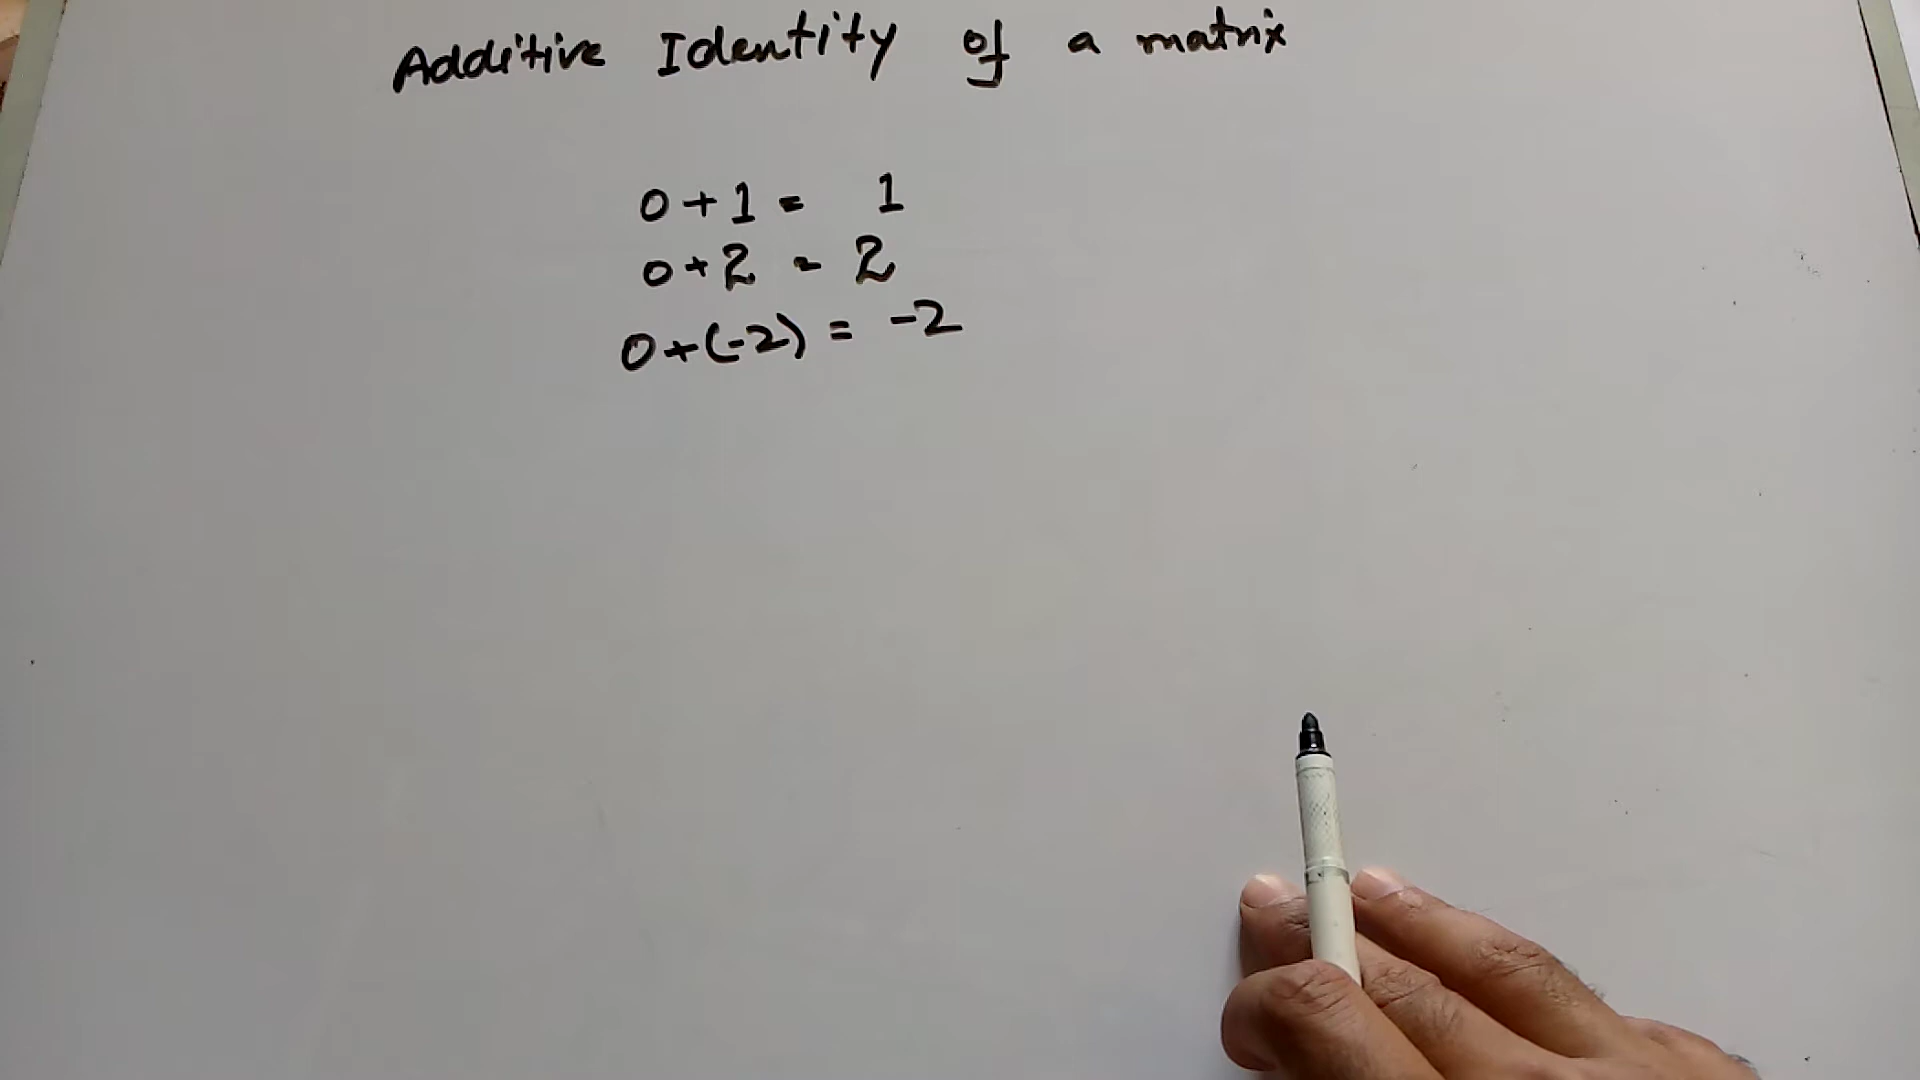 Additive Identity of a matrix
0 + 1 = 1
0 + 2 = 2
0 + (-2) = -2